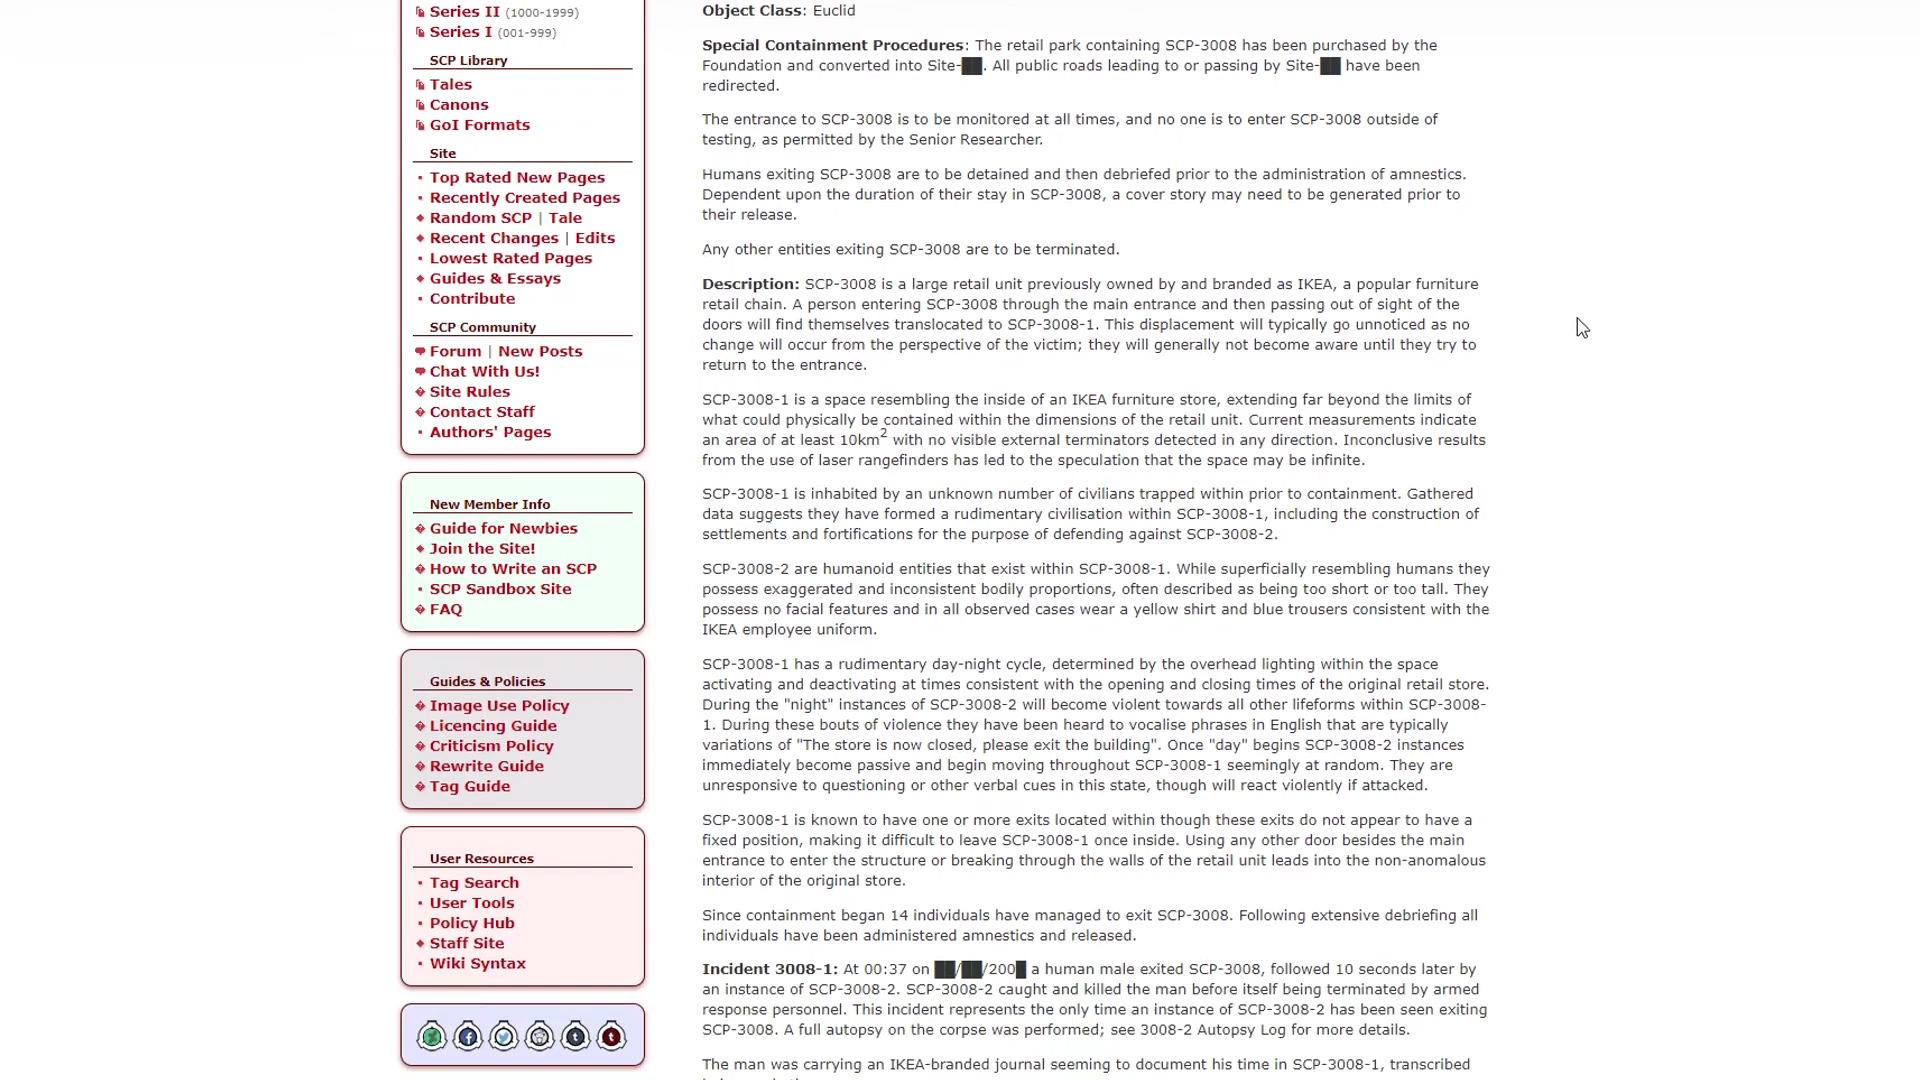 Series II (1000-1999)
Series I (001-999)
SCP Library
Tales
Canons
GoI Formats
Site
Top Rated New Pages
Recently Created Pages
Random SCP | Tale
Recent Changes | Edits
Lowest Rated Pages
Guides & Essays
Contribute
SCP Community
Forum | New Posts
Chat With Us!
Site Rules
Contact Staff
Authors' Pages
New Member Info
Guide for Newbies
Join the Site!
How to Write an SCP
SCP Sandbox Site
FAQ
Guides & Policies
Image Use Policy
Licencing Guide
Criticism Policy
Rewrite Guide
Tag Guide
User Resources
Tag Search
User Tools
Policy Hub
Staff Site
Wiki Syntax
Object Class: Euclid
Special Containment Procedures: The retail park containing SCP-3008 has been purchased by the
Foundation and converted into Site-██. All public roads leading to or passing by Site-██ have been
redirected.
The entrance to SCP-3008 is to be monitored at all times, and no one is to enter SCP-3008 outside of
testing, as permitted by the Senior Researcher.
Humans exiting SCP-3008 are to be detained and then debriefed prior to the administration of amnestics.
Dependent upon the duration of their stay in SCP-3008, a cover story may need to be generated prior to
their release.
Any other entities exiting SCP-3008 are to be terminated.
Description: SCP-3008 is a large retail unit previously owned by and branded as IKEA, a popular furniture
retail chain. A person entering SCP-3008 through the main entrance and then passing out of sight of the
doors will find themselves translocated to SCP-3008-1. This displacement will typically go unnoticed as no
change will occur from the perspective of the victim; they will generally not become aware until they try to
return to the entrance.
SCP-3008-1 is a space resembling the inside of an IKEA furniture store, extending far beyond the limits of
what could physically be contained within the dimensions of the retail unit. Current measurements indicate
an area of at least 10km² with no visible external terminators detected in any direction. Inconclusive results
from the use of laser rangefinders has led to the speculation that the space may be infinite.
SCP-3008-1 is inhabited by an unknown number of civilians trapped within prior to containment. Gathered
data suggests they have formed a rudimentary civilisation within SCP-3008-1, including the construction of
settlements and fortifications for the purpose of defending against SCP-3008-2.
SCP-3008-2 are humanoid entities that exist within SCP-3008-1. While superficially resembling humans they
possess exaggerated and inconsistent bodily proportions, often described as being too short or too tall. They
possess no facial features and in all observed cases wear a yellow shirt and blue trousers consistent with the
IKEA employee uniform.
SCP-3008-1 has a rudimentary day-night cycle, determined by the overhead lighting within the space
activating and deactivating at times consistent with the opening and closing times of the original retail store.
During the "night" instances of SCP-3008-2 will become violent towards all other lifeforms within SCP-3008-
1. During these bouts of violence they have been heard to vocalise phrases in English that are typically
variations of "The store is now closed, please exit the building". Once "day" begins SCP-3008-2 instances
immediately become passive and begin moving throughout SCP-3008-1 seemingly at random. They are
unresponsive to questioning or other verbal cues in this state, though will react violently if attacked.
SCP-3008-1 is known to have one or more exits located within though these exits do not appear to have a
fixed position, making it difficult to leave SCP-3008-1 once inside. Using any other door besides the main
entrance to enter the structure or breaking through the walls of the retail unit leads into the non-anomalous
interior of the original store.
Since containment began 14 individuals have managed to exit SCP-3008. Following extensive debriefing all
individuals have been administered amnestics and released.
Incident 3008-1: At 00:37 on ██/██/200█ a human male exited SCP-3008, followed 10 seconds later by
an instance of SCP-3008-2. SCP-3008-2 caught and killed the man before itself being terminated by armed
response personnel. This incident represents the only time an instance of SCP-3008-2 has been seen exiting
SCP-3008. A full autopsy on the corpse was performed; see 3008-2 Autopsy Log for more details.
The man was carrying an IKEA-branded journal seeming to document his time in SCP-3008-1, transcribed